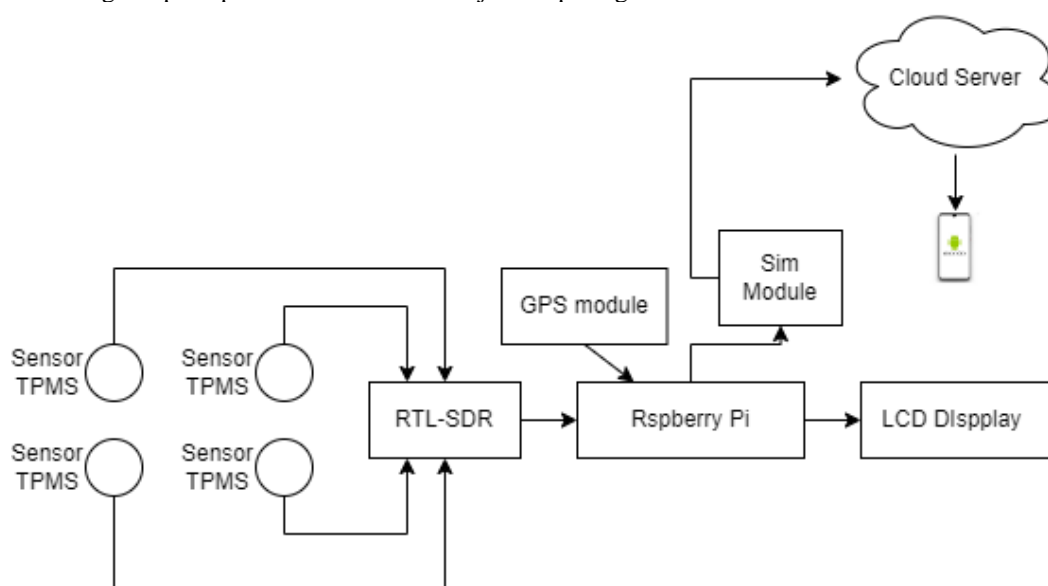 Cloud Server
Sim
Module
GPS module
Sensor
TPMS
Sensor
TPMS
RTL-SDR
Rspberry Pi
LCD DIspplay
Sensor
TPMS
Sensor
TPMS